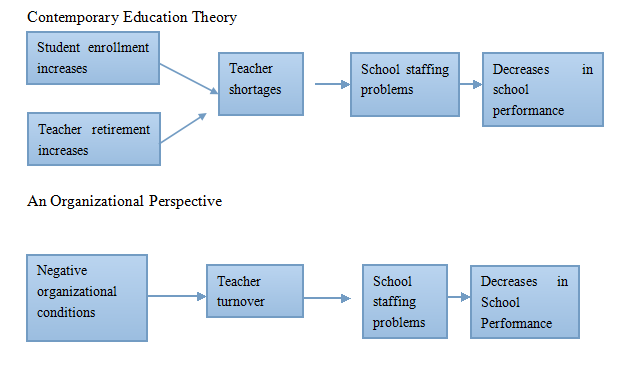 Contemporary Education Theory
Student enrollment
increases
Teacher
shortages
School staffing
problems
Decreases in
school
performance
Teacher retirement
increases
An Organizational Perspective
Negative
organizational
conditions
Teacher
turnover
School
staffing
problems
Decreases in
School
Performance